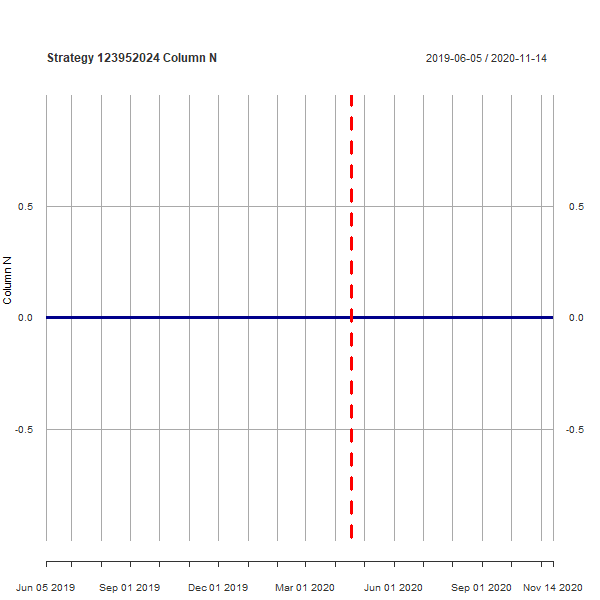 Strategy 123952024 Column N
2019-06-05 / 2020-11-14
0.5
0.5
Column N
0.0
0.0
-0.5
-0.5
Jun 05 2019
Sep 01 2019
Dec 01 2019
Mar 01 2020
Jun 01 2020
Sep 01 2020
Nov 14 2020